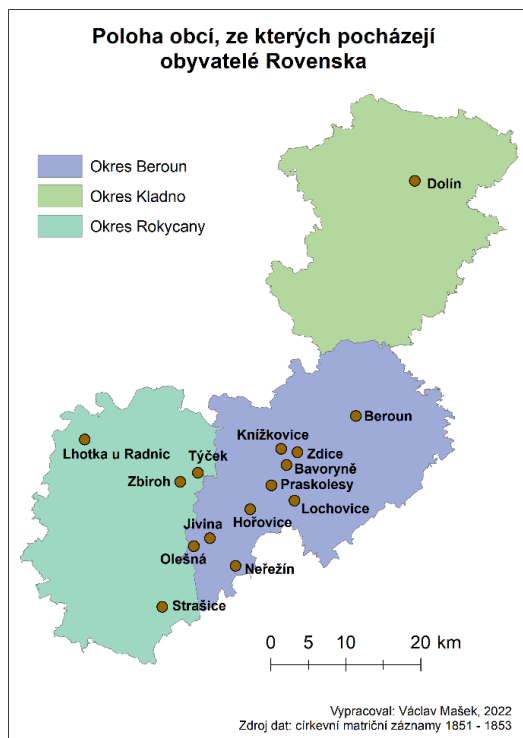 Poloha obcí, ze kterých pocházejí
obyvatelé Rovenska
Okres Beroun
Okres Kladno
Okres Rokycany
Dolín
Beroun
Knížkovice
Zdice
Lhotka u Radnic
Týček
Bavoryně
Zbiroh
Praskolesy
Lochovice
Hořovice
Jivina
Olešná
Neřežín
Strašice
0 5 10 20 km
Vypracoval: Václav Mašek, 2022
Zdroj dat: církevní matriční záznamy 1851 - 1853